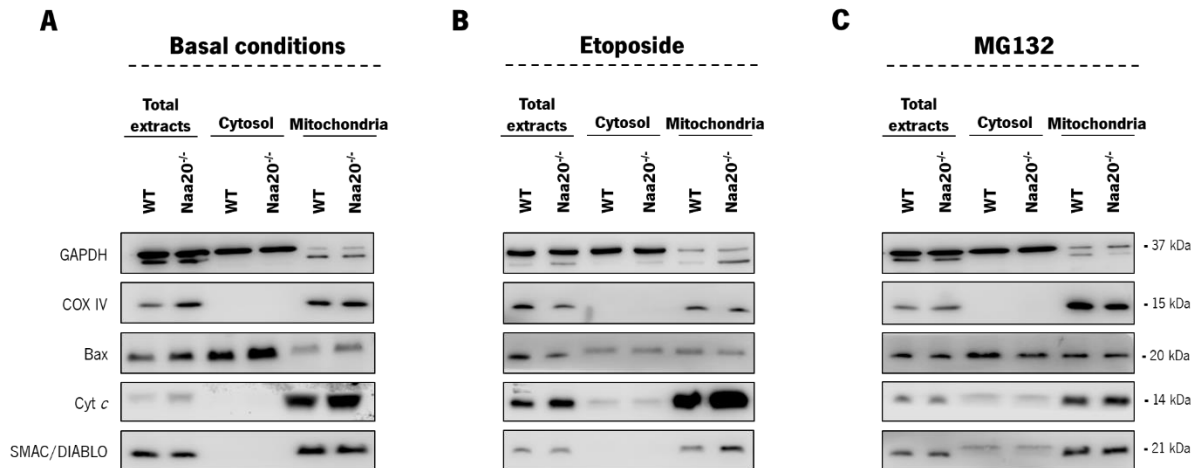 A
B
C
Basal conditions
Etoposide
MG132
Total extracts
Cytosol
Mitochondria
Total extracts
Cytosol
Mitochondria
Total extracts
Cytosol
Mitochondria
WT
Naa20-/-
WT
Naa20-/-
WT
Naa20-/-
WT
Naa20-/-
WT
Naa20-/-
WT
Naa20-/-
WT
Naa20-/-
WT
Naa20-/-
WT
Naa20-/-
GAPDH
- 37 kDa
COX IV
- 15 kDa
Bax
- 20 kDa
Cyt c
- 14 kDa
SMAC/DIABLO
- 21 kDa